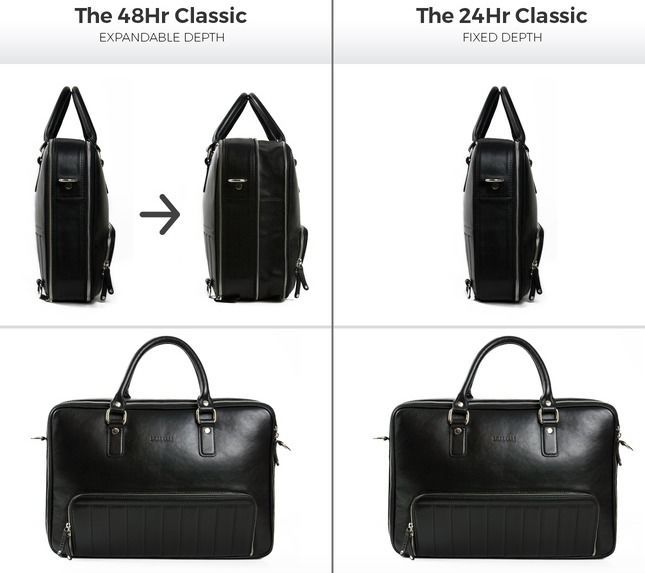 The 48Hr Classic
EXPANDABLE DEPTH
The 24Hr Classic
FIXED DEPTH